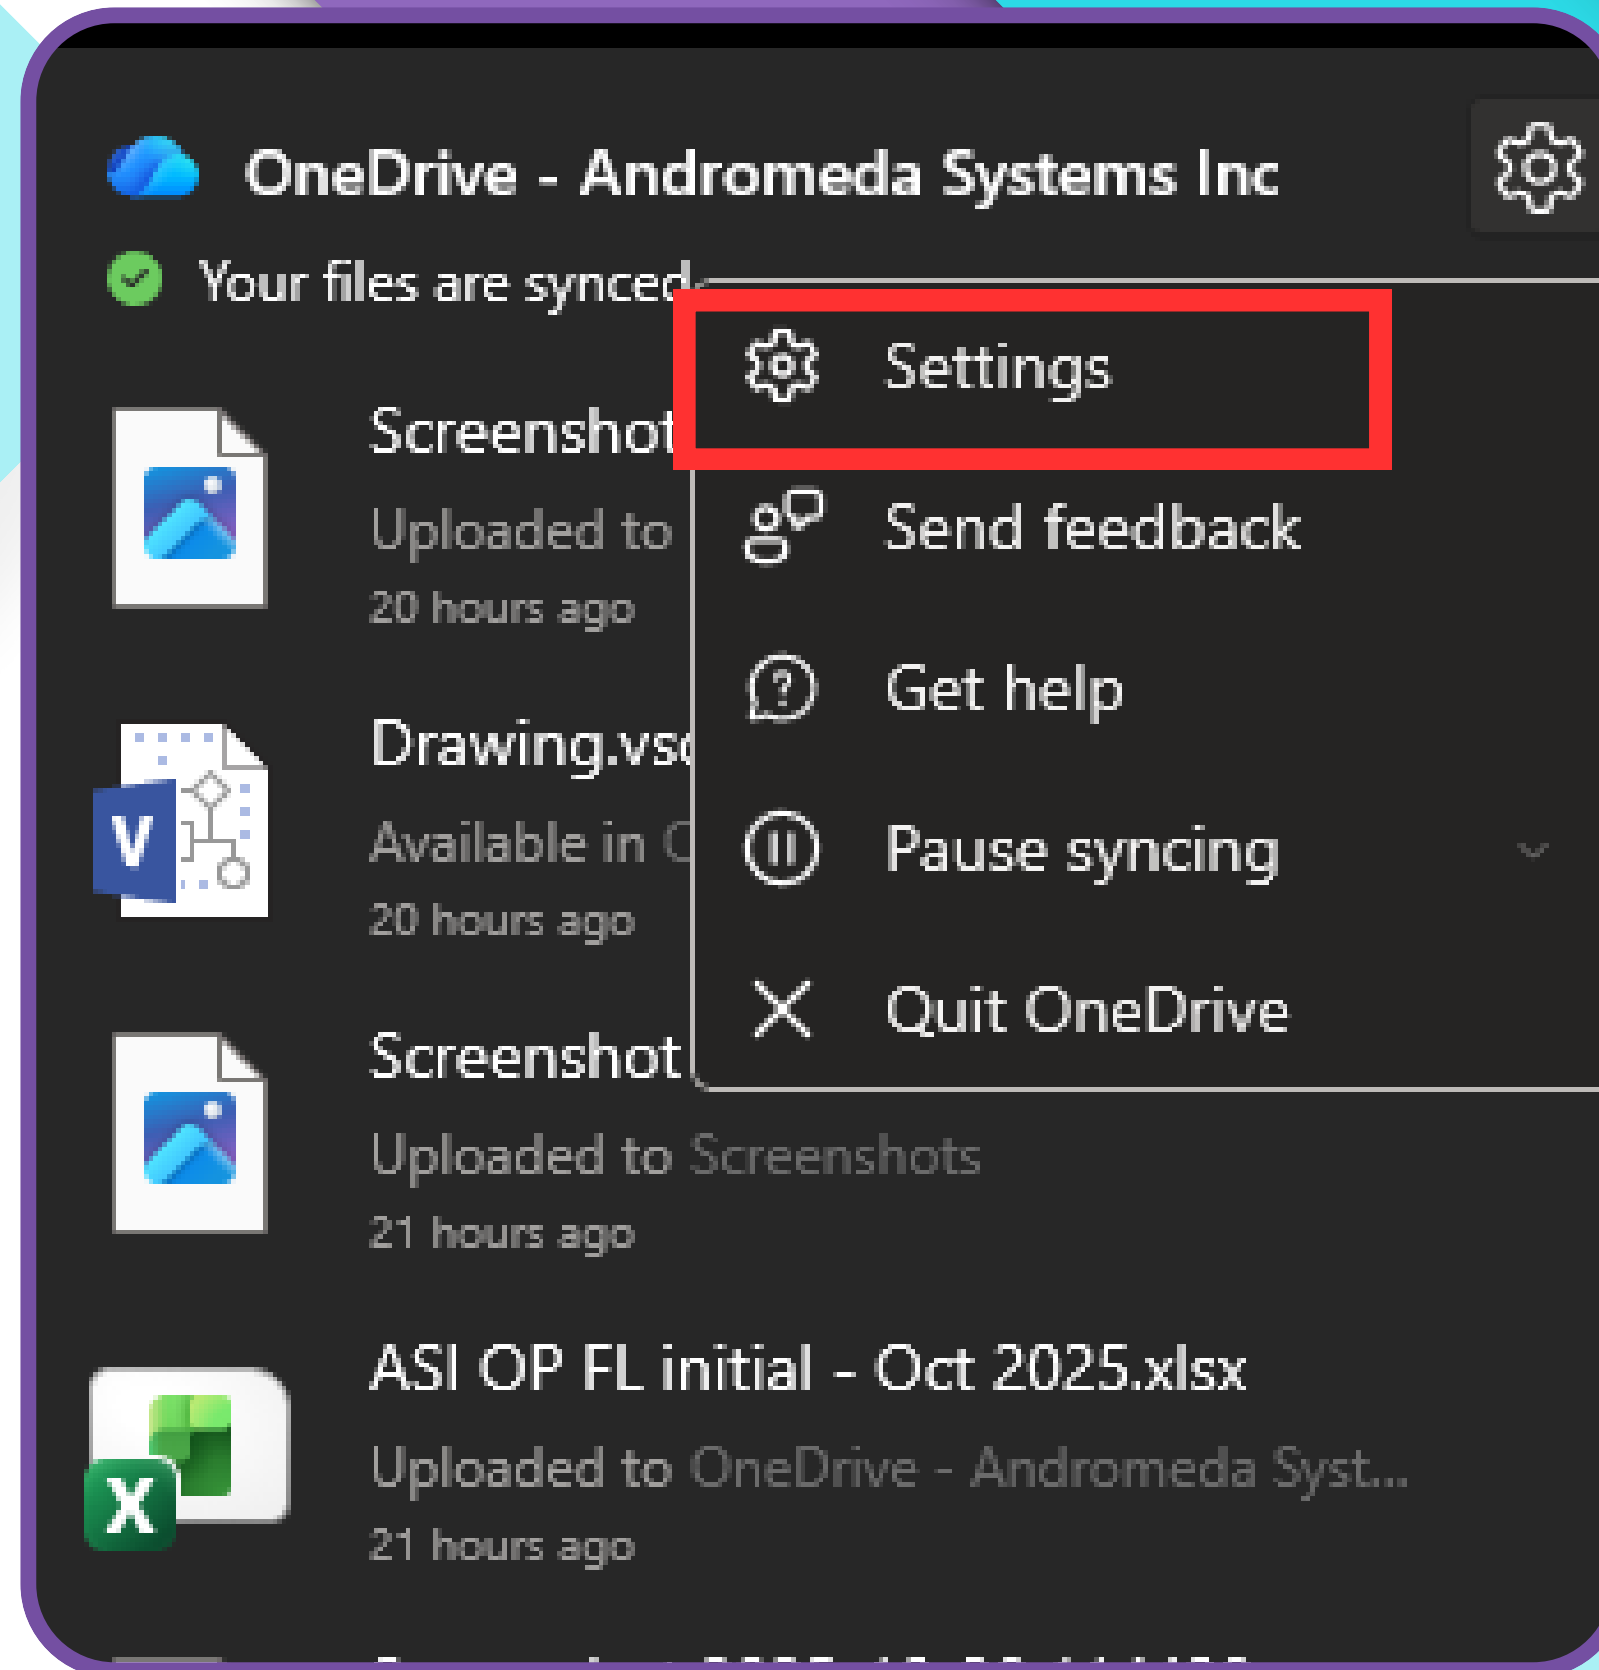 OneDrive - Andromeda Systems Inc
Your files are synced
Settings
Send feedback
Get help
Pause syncing
Quit OneDrive
Screenshot
Uploaded to
20 hours ago
Drawing.vsd
Available in
20 hours ago
Screenshot
Uploaded to Screenshots
21 hours ago
ASI OP FL initial - Oct 2025.xlsx
Uploaded to OneDrive - Andromeda Syst...
21 hours ago